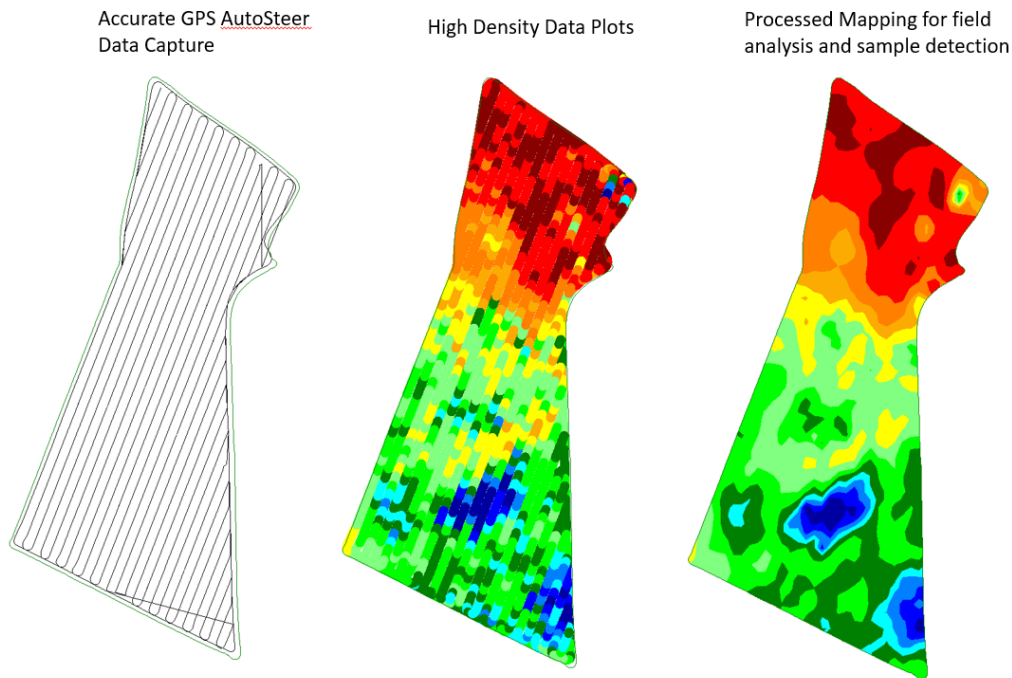 Accurate GPS AutoSteer
Data Capture
High Density Data Plots
Processed Mapping for field
analysis and sample detection